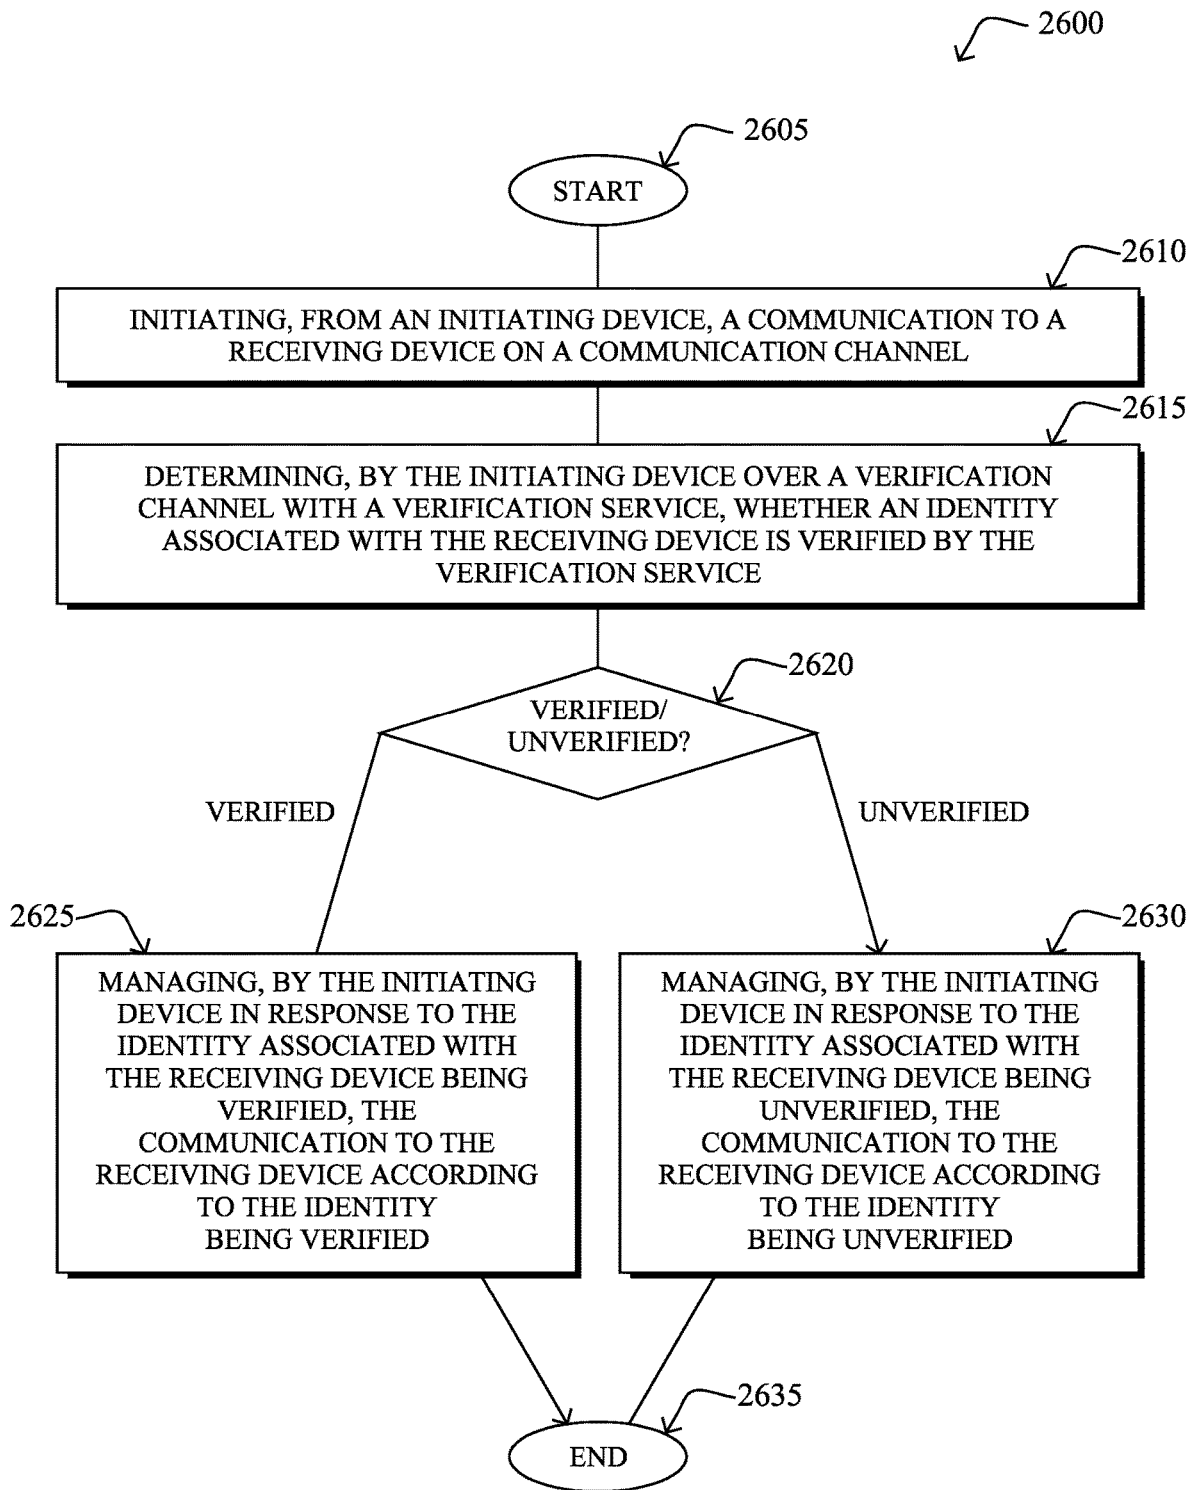 2600
2605
START
2610
INITIATING, FROM AN INITIATING DEVICE, A COMMUNICATION TO A
RECEIVING DEVICE ON A COMMUNICATION CHANNEL
2615
DETERMINING, BY THE INITIATING DEVICE OVER A VERIFICATION
CHANNEL WITH A VERIFICATION SERVICE, WHETHER AN IDENTITY
ASSOCIATED WITH THE RECEIVING DEVICE IS VERIFIED BY THE
VERIFICATION SERVICE
2620
VERIFIED/
UNVERIFIED?
VERIFIED
UNVERIFIED
2625
MANAGING, BY THE INITIATING
DEVICE IN RESPONSE TO THE
IDENTITY ASSOCIATED WITH
THE RECEIVING DEVICE BEING
VERIFIED, THE
COMMUNICATION TO THE
RECEIVING DEVICE ACCORDING
TO THE IDENTITY
BEING VERIFIED
2630
MANAGING, BY THE INITIATING
DEVICE IN RESPONSE TO THE
IDENTITY ASSOCIATED WITH
THE RECEIVING DEVICE BEING
UNVERIFIED, THE
COMMUNICATION TO THE
RECEIVING DEVICE ACCORDING
TO THE IDENTITY
BEING UNVERIFIED
2635
END